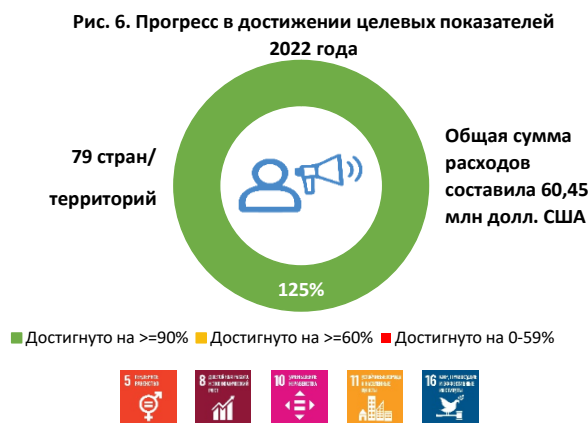 Рис. 6. Прогресс в достижении целевых показателей
2022 года
79 стран/
территорий
Общая сумма
расходов
составила 60,45
млн долл. США
125%
Достигнуто на >=90% Достигнуто на >=60% Достигнуто на 0-59%
5
8
10
11
16